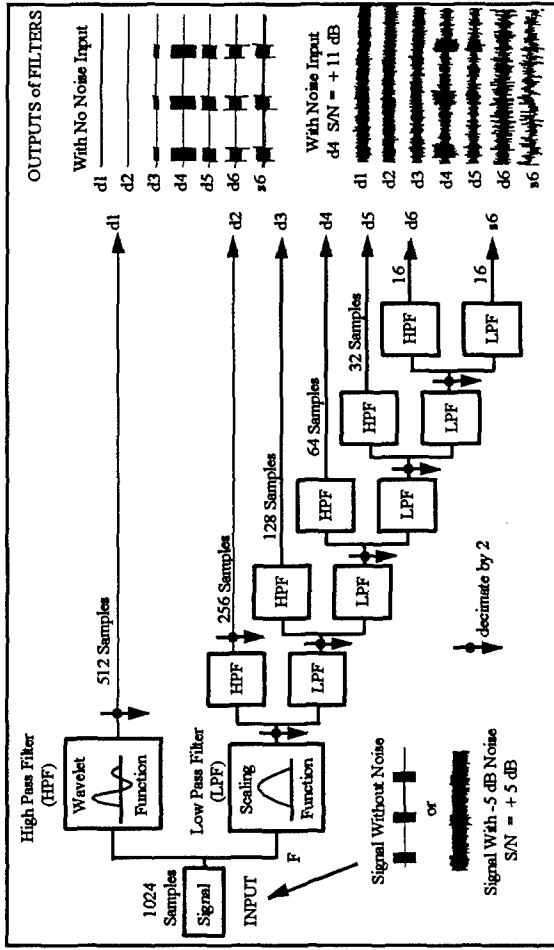 High Pass Filter
(HPF)
Wavelet
Function
512 Samples
d1
1024
Samples
Signal
INPUT
F
Low Pass Filter
(LPF)
Scaling
Function
HPF
LPF
256 Samples
d2
HPF
LPF
128 Samples
d3
HPF
LPF
64 Samples
d4
HPF
LPF
32 Samples
d5
HPF
LPF
16
d6
16
s6
Signal Without Noise
or
Signal With -5 dB Noise
S/N = + 5 dB
decimate by 2
OUTPUTS of FILTERS
With No Noise Input
d1
d2
d3
d4
d5
d6
s6
With Noise Input
d4 S/N = + 11 dB
d1
d2
d3
d4
d5
d6
s6